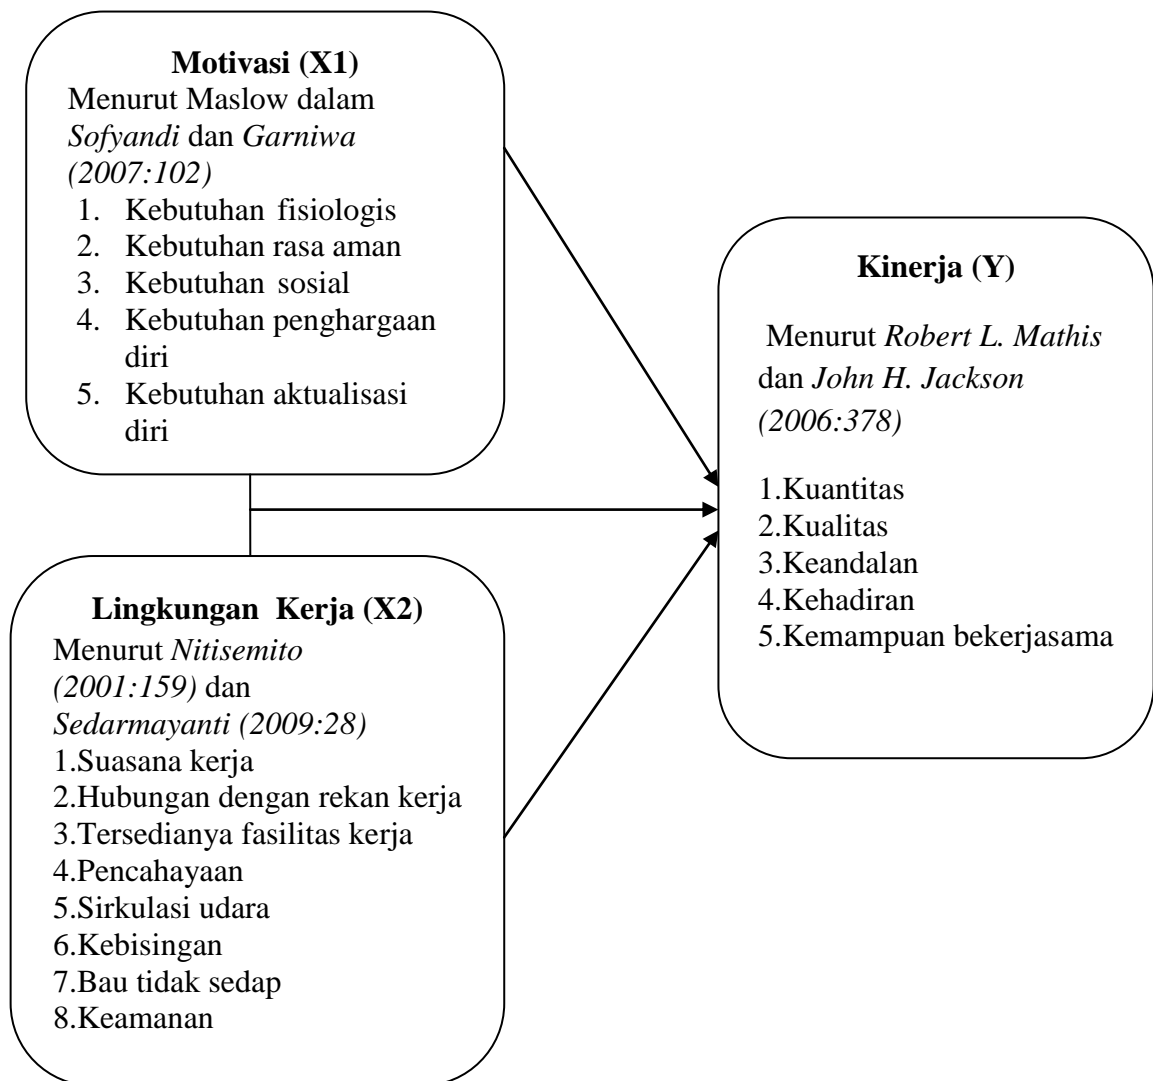 Motivasi (X1)
Menurut Maslow dalam
Sofyandi dan Garniwa
(2007:102)
1. Kebutuhan fisiologis
2. Kebutuhan rasa aman
3. Kebutuhan sosial
4. Kebutuhan penghargaan
diri
5. Kebutuhan aktualisasi
diri
Lingkungan Kerja (X2)
Menurut Nitisemito
(2001:159) dan
Sedarmayanti (2009:28)
1.Suasana kerja
2.Hubungan dengan rekan kerja
3.Tersedianya fasilitas kerja
4.Pencahayaan
5.Sirkulasi udara
6.Kebisingan
7.Bau tidak sedap
8.Keamanan
Kinerja (Y)
Menurut Robert L. Mathis
dan John H. Jackson
(2006:378)
1.Kuantitas
2.Kualitas
3.Keandalan
4.Kehadiran
5.Kemampuan bekerjasama